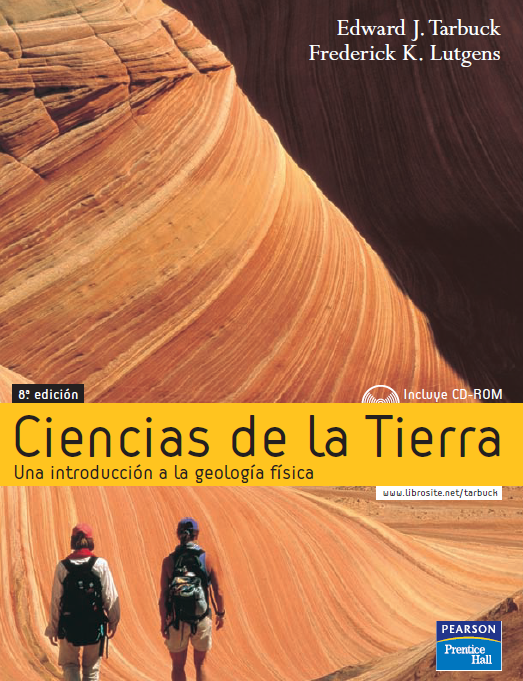 Edward J. Tarbuck
Frederick K. Lutgens
8ª edición
Incluye CD-ROM
Ciencias de la Tierra
Una introducción a la geología física
www.librosite.net/tarbuck
PEARSON
Prentice
Hall